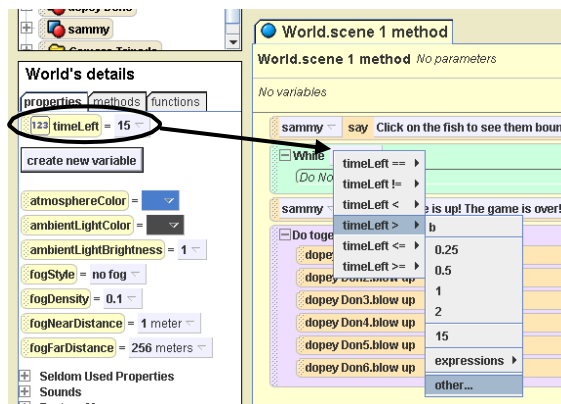 dopey Don6
sammy
World's details
properties
methods
functions
123 timeLeft = 15
create new variable
atmosphereColor =
ambientLightColor =
ambientLightBrightness = 1
fogStyle = no fog
fogDensity = 0.1
fogNearDistance = 1 meter
fogFarDistance = 256 meters
Seldom Used Properties
Sounds
World.scene 1 method
World.scene 1 method No parameters
No variables
sammy say Click on the fish to see them boun
While
(Do No
sammy e is up! The game is over!
Do toge
dopey
dopey Don2.blow up
dopey Don3.blow up
dopey Don4.blow up
dopey Don5.blow up
dopey Don6.blow up
timeLeft ==
timeLeft !=
timeLeft <
timeLeft >
timeLeft <=
timeLeft >=
b
0.25
0.5
1
2
15
expressions
other...